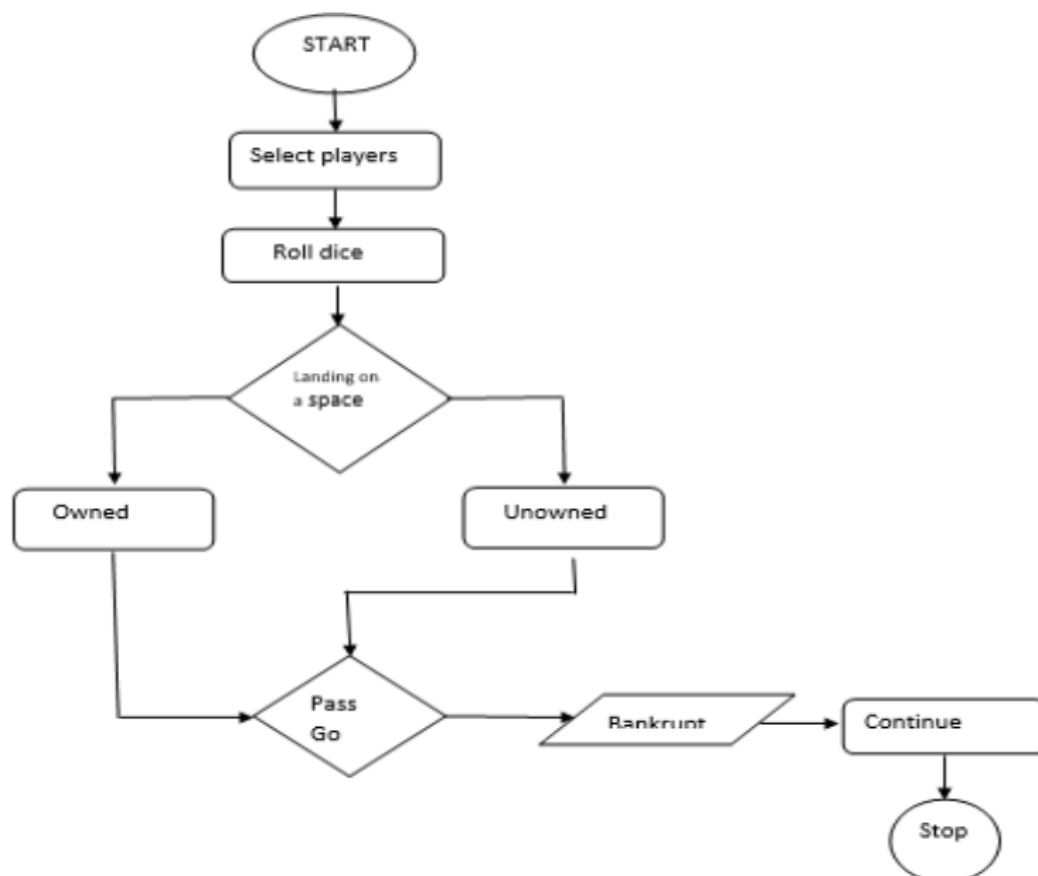 START
Select players
Roll dice
Landing on
a space
Owned
Unowned
Pass
Go
Bankrupt
Continue
Stop